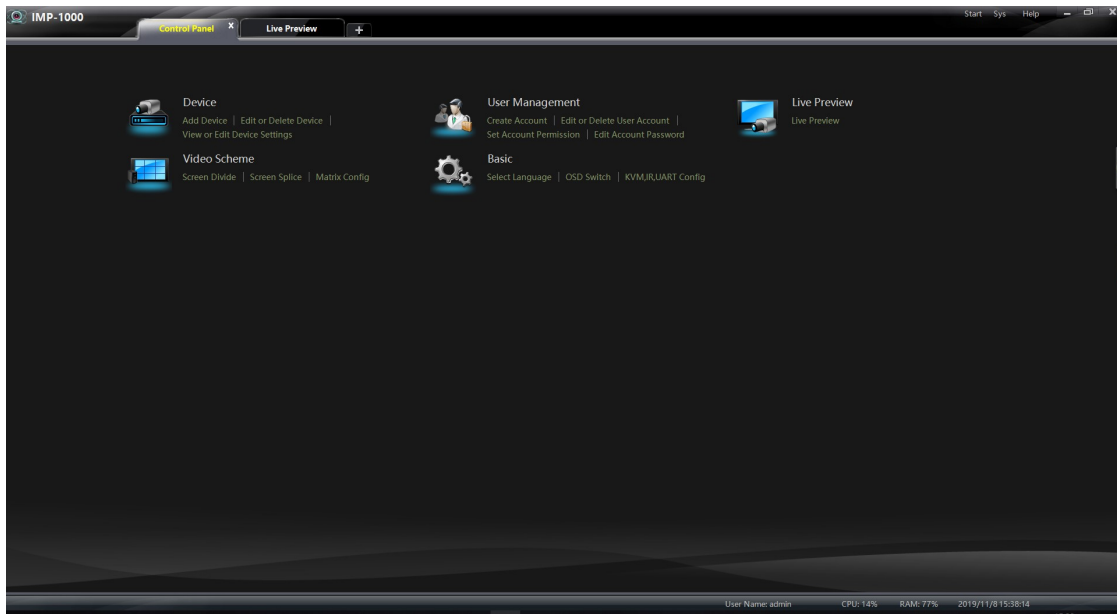 IMP-1000
Start Sys Help
Control Panel x Live Preview +
Device
Add Device | Edit or Delete Device |
View or Edit Device Settings
User Management
Create Account | Edit or Delete User Account |
Set Account Permission | Edit Account Password
Live Preview
Live Preview
Video Scheme
Screen Divide | Screen Splice | Matrix Config
Basic
Select Language | OSD Switch | KVM,IR,UART Config
User Name: admin CPU: 14% RAM: 77% 2019/11/8 15:38:14